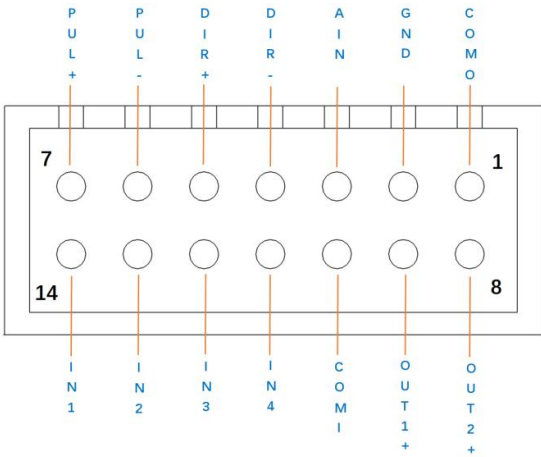 PUL+ PUL- DIR+ DIR- AIN GND COMO
7 1
14 8
IN1 IN2 IN3 IN4 COMI OUT1+ OUT2+